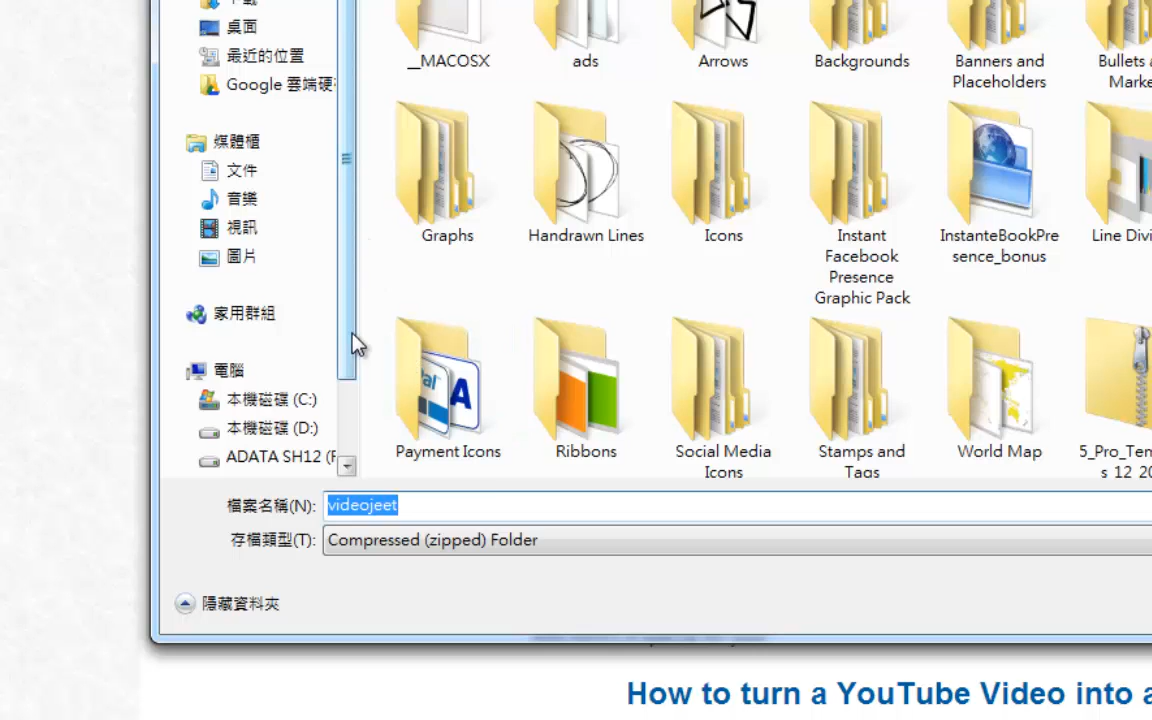 桌面
最近的位置
Google 雲端硬
媒體櫃
文件
音樂
視訊
圖片
家用群組
電腦
本機磁碟 (C:)
本機磁碟 (D:)
ADATA SH12 (F
__MACOSX
ads
Arrows
Backgrounds
Banners and
Placeholders
Bullets a
Marke
Graphs
Handrawn Lines
Icons
Instant
Facebook
Presence
Graphic Pack
InstanteBookPre
sence_bonus
Line Divi
Payment Icons
Ribbons
Social Media
Icons
Stamps and
Tags
World Map
5_Pro_Tem
s 12 20
檔案名稱(N): videojeet
存檔類型(T): Compressed (zipped) Folder
隱藏資料夾
How to turn a YouTube Video into a